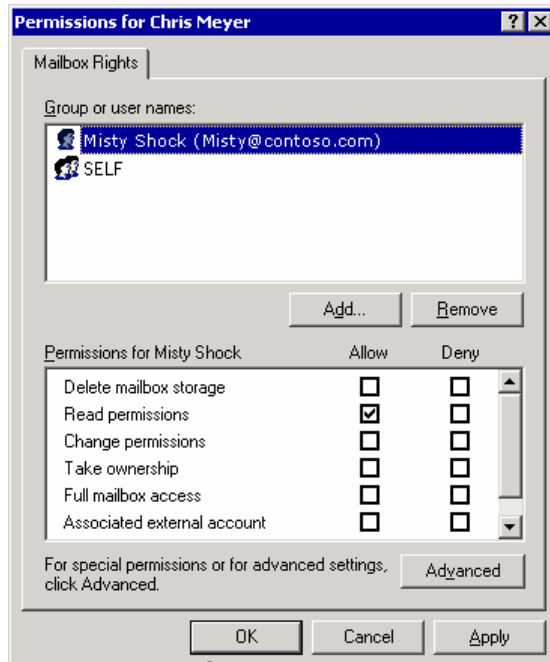 Permissions for Chris Meyer
Mailbox Rights
Group or user names:
Misty Shock (Misty@contoso.com)
SELF
Add... Remove
Permissions for Misty Shock Allow Deny
Delete mailbox storage
Read permissions
Change permissions
Take ownership
Full mailbox access
Associated external account
For special permissions or for advanced settings,
click Advanced.
Advanced
OK Cancel Apply